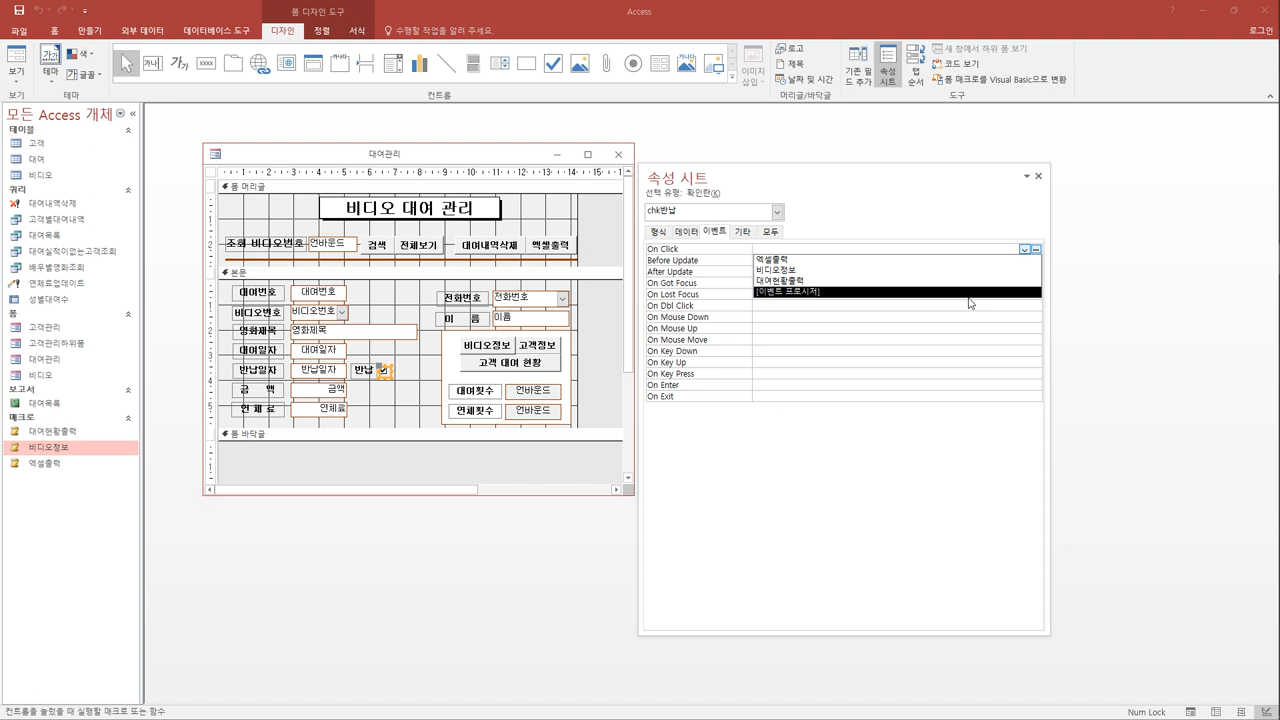 폼 디자인 도구
Access
파일 홈 만들기 외부 데이터 데이터베이스 도구 디자인 정렬 서식 수행할 작업을 알려 주세요. 로그인
보기
테마
색
글꼴
이미지 삽입
로고
제목
날짜 및 시간
기존 필드 추가
속성 시트
탭 순서
새 창에서 하위 폼 보기
코드 보기
폼 매크로를 Visual Basic으로 변환
보기 테마 컨트롤 머리글/바닥글 도구
모든 Access 개체
테이블
고객
대여
비디오
쿼리
대여내역삭제
고객별대여내역
대여목록
대여실적이없는고객조회
배우별영화조회
연체료업데이트
성별대여수
폼
고객관리
고객관리하위폼
대여관리
비디오
보고서
대여목록
매크로
대여현황출력
비디오정보
엑셀출력
대여관리
폼 머리글
비디오 대여 관리
조회 비디오번호 언바운드 검색 전체보기 대여내역삭제 엑셀출력
본문
대여번호 대여번호 전화번호 전화번호
비디오번호 비디오번호 이 름 이름
영화제목 영화제목
대여일자 대여일자 비디오정보 고객정보
반납일자 반납일자 반납 고객 대여 현황
금 액 금액 대여횟수 언바운드
연 체 료 연체료 연체횟수 언바운드
폼 바닥글
속성 시트
선택 유형: 확인란(K)
chk반납
형식 데이터 이벤트 기타 모두
On Click
Before Update
After Update
On Got Focus
On Lost Focus
On Dbl Click
On Mouse Down
On Mouse Up
On Mouse Move
On Key Down
On Key Up
On Key Press
On Enter
On Exit
엑셀출력
비디오정보
대여현황출력
[이벤트 프로시저]
컨트롤을 눌렀을 때 실행할 매크로 또는 함수
Num Lock